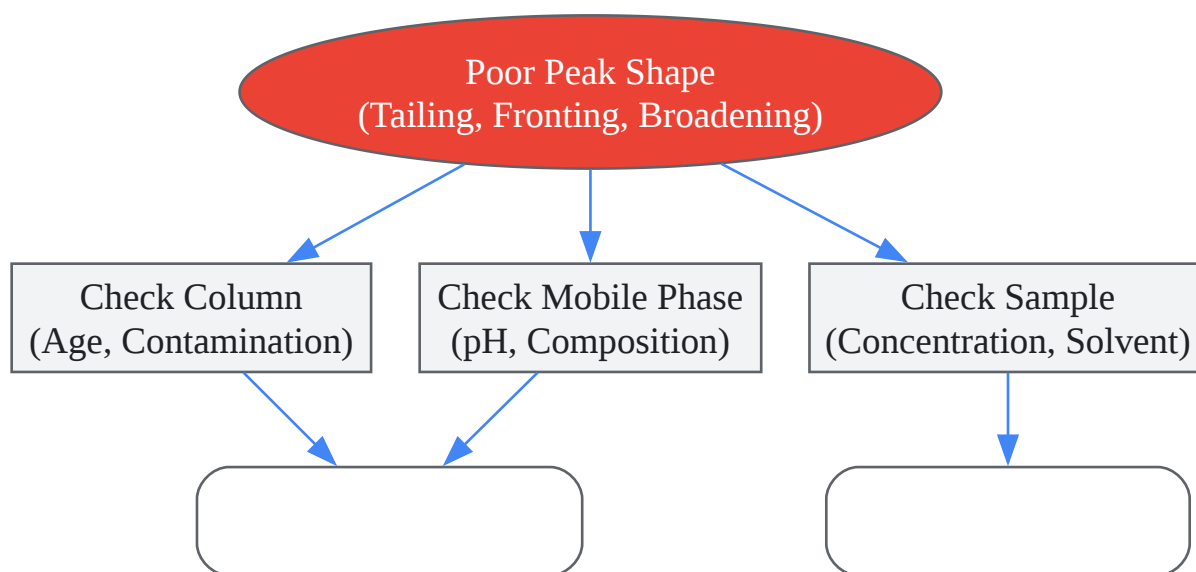 Poor Peak Shape
(Tailing, Fronting, Broadening)
Check Column
(Age, Contamination)
Check Mobile Phase
(pH, Composition)
Check Sample
(Concentration, Solvent)